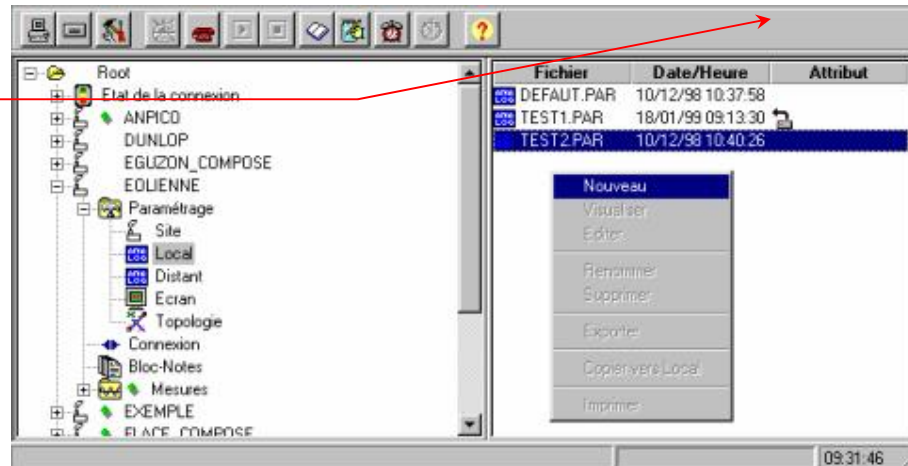 Root
Etat de la connexion
ANPICO
DUNLOP
EGUZON_COMPOSE
EOLIENNE
Paramétrage
Site
Local
Distant
Ecran
Topologie
Connexion
Bloc-Notes
Mesures
EXEMPLE
FLACE_COMPOSE
Fichier Date/Heure Attribut
DEFAUT.PAR 10/12/98 10:37:58
TEST1.PAR 18/01/99 09:13:30
TEST2.PAR 10/12/98 10:40:26
Nouveau
Visualiser
Editer
Renommer
Supprimer
Exporter
Copier vers Local
Imprimer
09:31:46